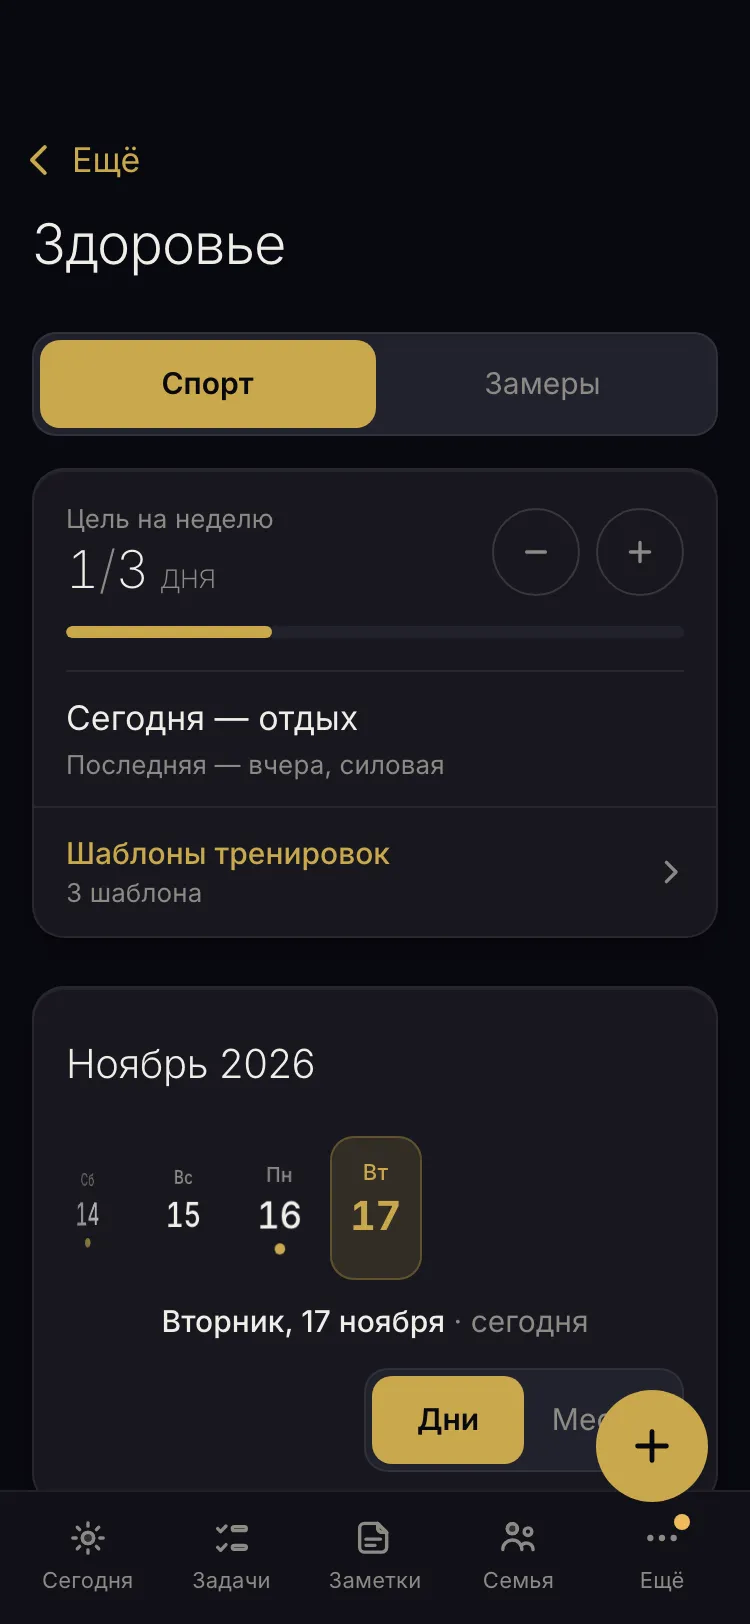 Ещё
Здоровье
Спорт
Замеры
Цель на неделю
1/3 дня
Сегодня — отдых
Последняя — вчера, силовая
Шаблоны тренировок
3 шаблона
Ноябрь 2026
Сб Вс Пн Вт
14 15 16 17
Вторник, 17 ноября · сегодня
Дни
Сегодня Задачи Заметки Семья Ещё